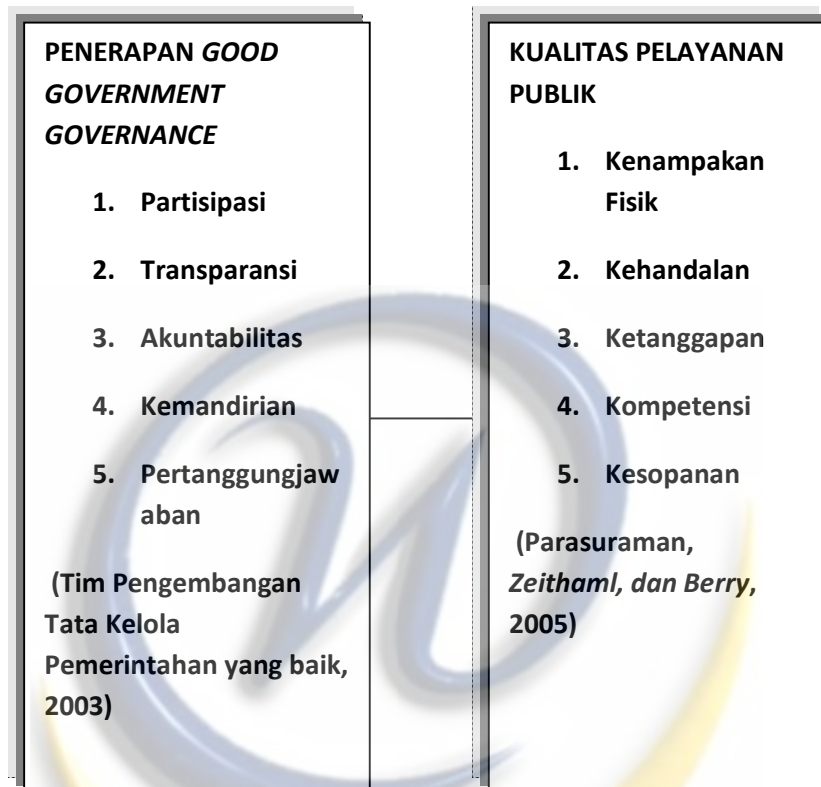 PENERAPAN GOOD
GOVERNMENT
GOVERNANCE
1. Partisipasi
2. Transparansi
3. Akuntabilitas
4. Kemandirian
5. Pertanggungjaw
aban
(Tim Pengembangan
Tata Kelola
Pemerintahan yang baik,
2003)
KUALITAS PELAYANAN
PUBLIK
1. Kenampakan
Fisik
2. Kehandalan
3. Ketanggapan
4. Kompetensi
5. Kesopanan
(Parasuraman,
Zeithaml, dan Berry,
2005)